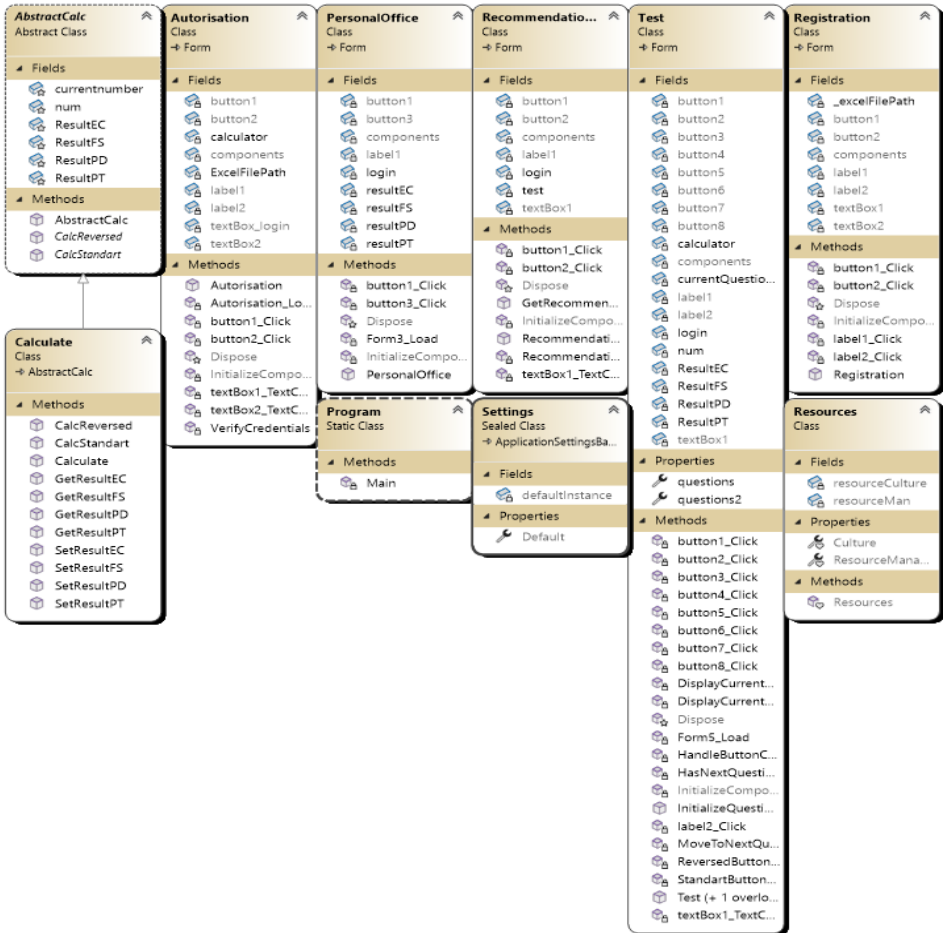 AbstractCalc
Abstract Class
Fields
currentnumber
num
ResultEC
ResultFS
ResultPD
ResultPT
Methods
AbstractCalc
CalcReversed
CalcStandart
Calculate
Class
AbstractCalc
Methods
CalcReversed
CalcStandart
Calculate
GetResultEC
GetResultFS
GetResultPD
GetResultPT
SetResultEC
SetResultFS
SetResultPD
SetResultPT
Autorisation
Class
Form
Fields
button1
button2
calculator
components
ExcelFilePath
label1
label2
textBox_login
textBox2
Methods
Autorisation
Autorisation_Lo...
button1_Click
button2_Click
Dispose
InitializeCompo...
textBox1_TextC...
textBox2_TextC...
VerifyCredentials
PersonalOffice
Class
Form
Fields
button1
button3
components
label1
login
resultEC
resultFS
resultPD
resultPT
Methods
button1_Click
button3_Click
Dispose
Form3_Load
InitializeCompo...
PersonalOffice
Program
Static Class
Methods
Main
Recommendatio...
Class
Form
Fields
button1
button2
components
label1
login
test
textBox1
Methods
button1_Click
button2_Click
Dispose
GetRecommen...
InitializeCompo...
Recommendati...
Recommendati...
textBox1_TextC...
Settings
Sealed Class
ApplicationSettingsBa...
Fields
defaultInstance
Properties
Default
Test
Class
Form
Fields
button1
button2
button3
button4
button5
button6
button7
button8
calculator
components
currentQuestio...
label1
label2
login
num
ResultEC
ResultFS
ResultPD
ResultPT
textBox1
Properties
questions
questions2
Methods
button1_Click
button2_Click
button3_Click
button4_Click
button5_Click
button6_Click
button7_Click
button8_Click
DisplayCurrent...
DisplayCurrent...
Dispose
Form5_Load
HandleButtonC...
HasNextQuesti...
InitializeCompo...
InitializeQuesti...
label2_Click
MoveToNextQu...
ReversedButton...
StandartButton...
Test (+ 1 overlo...
textBox1_TextC...
Registration
Class
Form
Fields
_excelFilePath
button1
button2
components
label1
label2
textBox1
textBox2
Methods
button1_Click
button2_Click
Dispose
InitializeCompo...
label1_Click
label2_Click
Registration
Resources
Class
Fields
resourceCulture
resourceMan
Properties
Culture
ResourceMana...
Methods
Resources